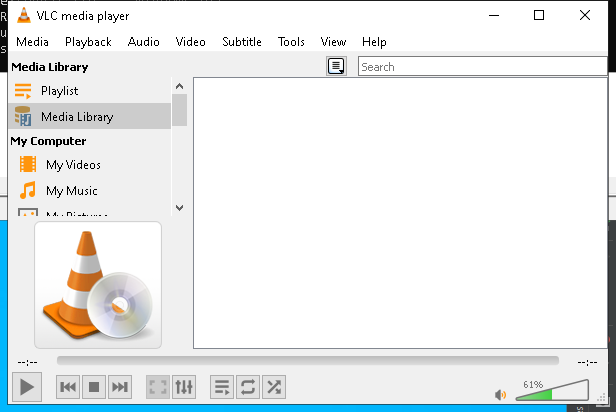 VLC media player
Media Playback Audio Video Subtitle Tools View Help
Media Library
Search
Playlist
Media Library
My Computer
My Videos
My Music
My Pictures
--:-- --:--
61%